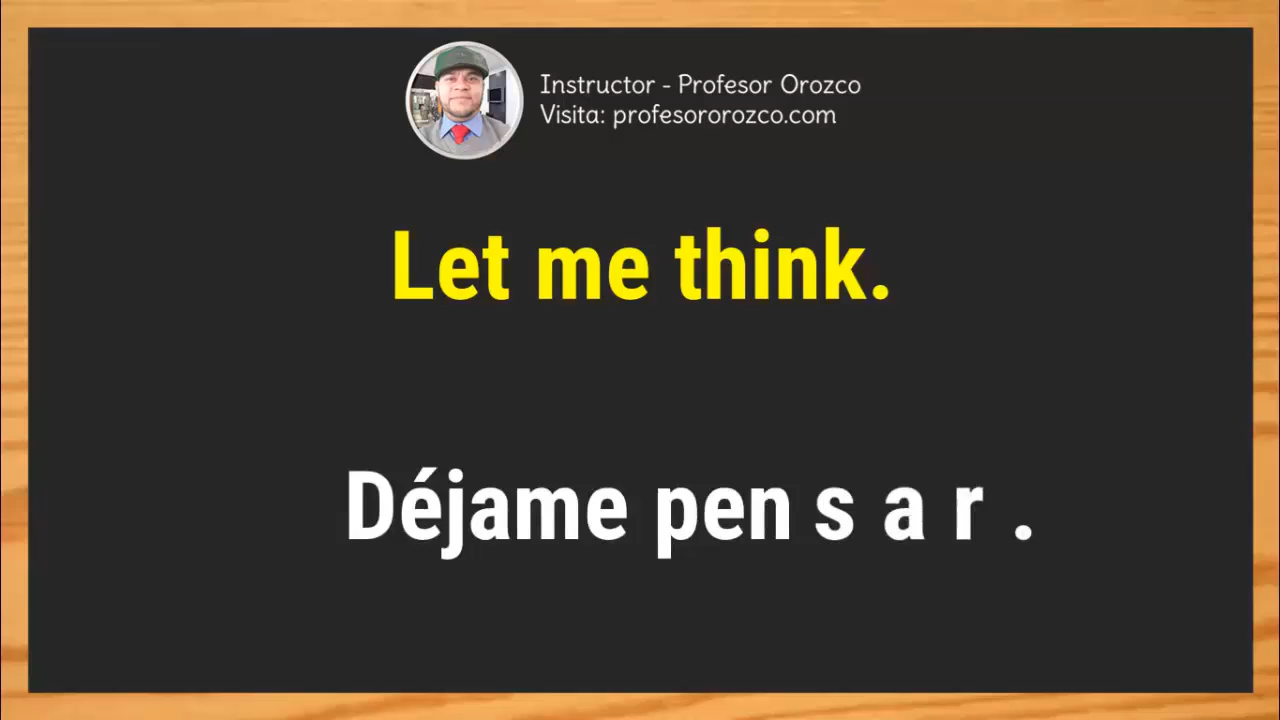 Instructor - Profesor Orozco
Visita: profesororozco.com
Let me think.
Déjame pen s a r .